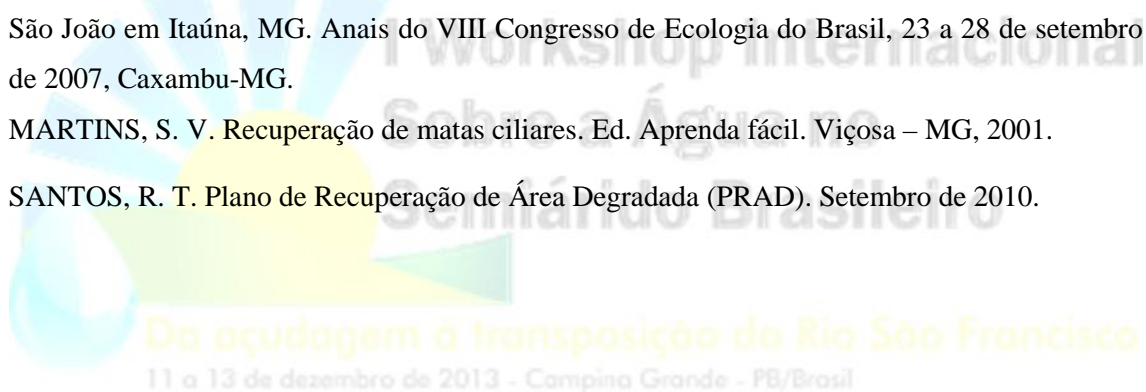 São João em Itaúna, MG. Anais do VIII Congresso de Ecologia do Brasil, 23 a 28 de setembro
de 2007, Caxambu-MG.
I Workshop Internacional
MARTINS, S. V. Recuperação de matas ciliares. Ed. Aprenda fácil. Viçosa – MG, 2001.
Sobre a Água no
SANTOS, R. T. Plano de Recuperação de Área Degradada (PRAD). Setembro de 2010.
Semiárido Brasileiro
Da açudagem à transposição do Rio São Francisco
11 a 13 de dezembro de 2013 - Campina Grande - PB/Brasil